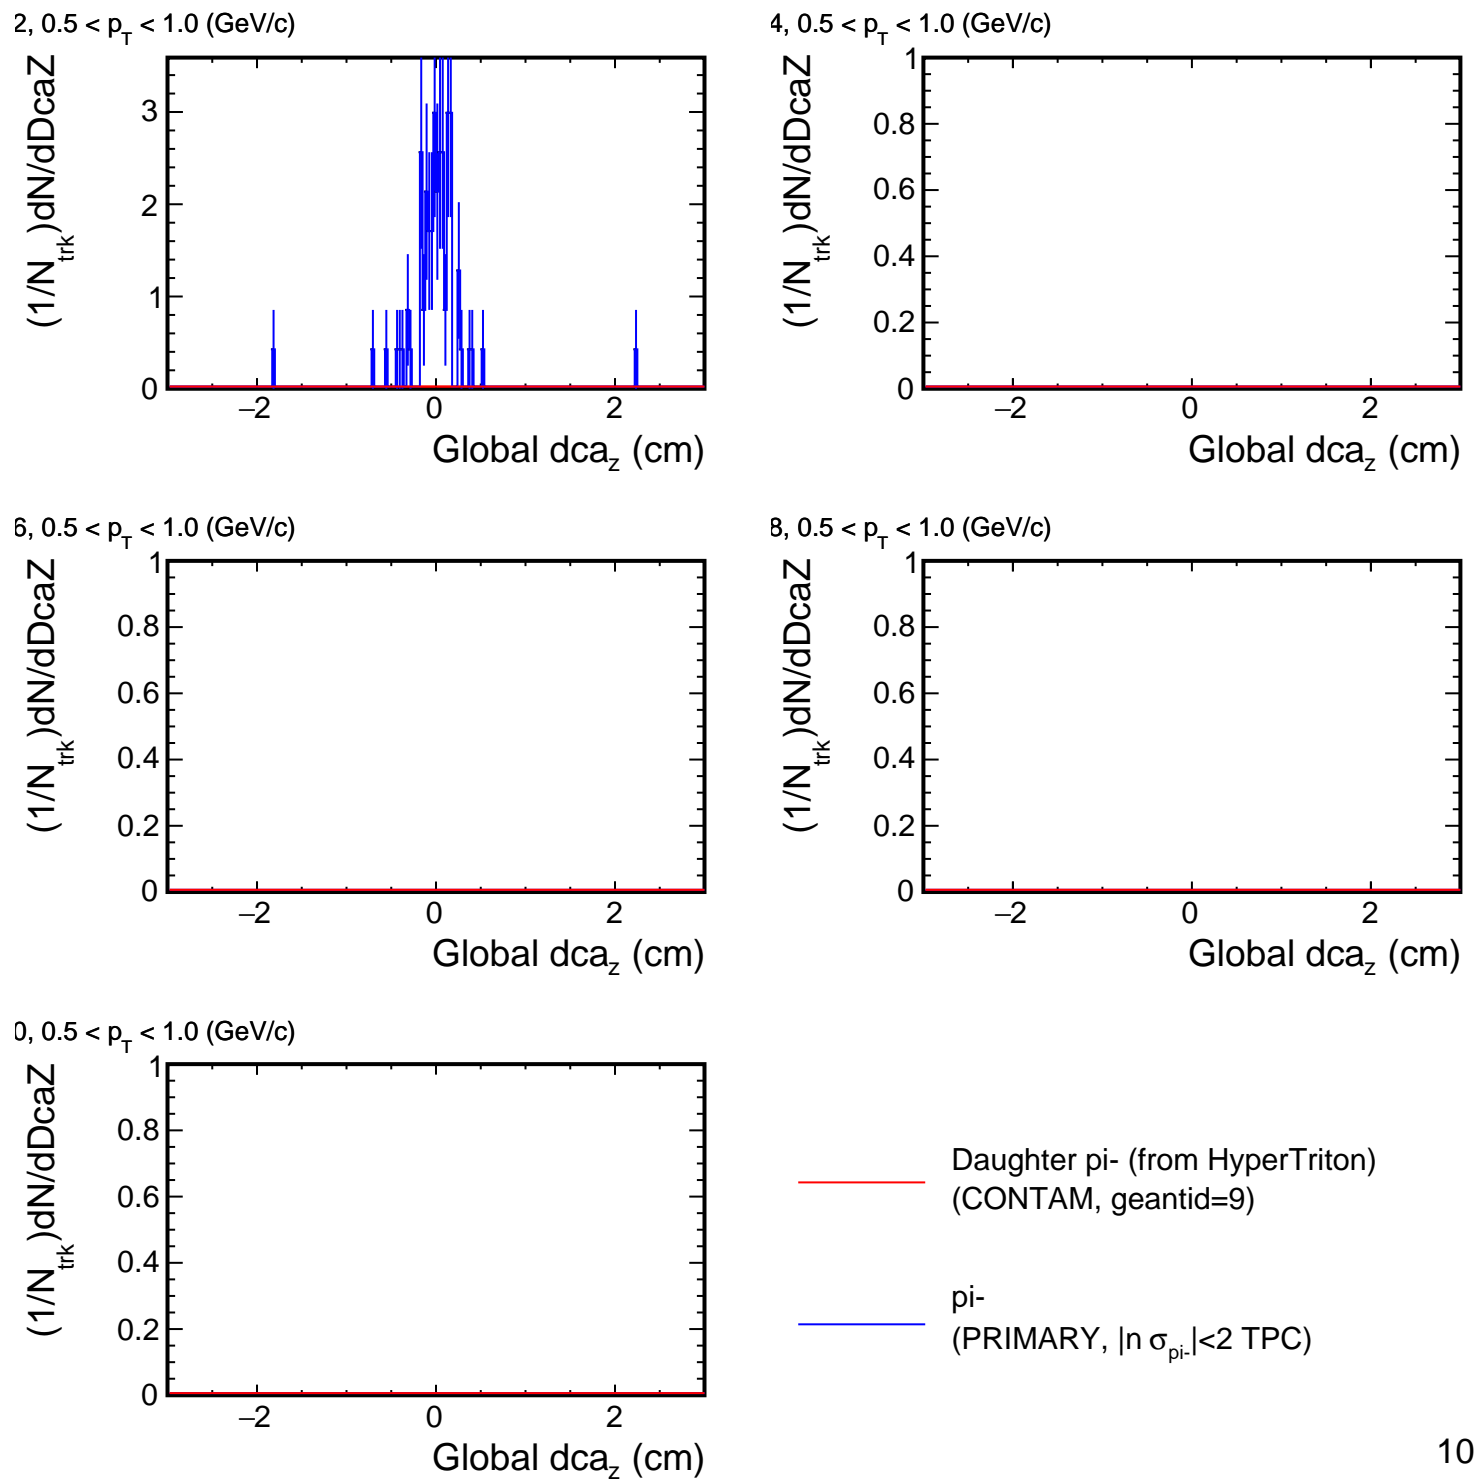 2, 0.5 < p_T < 1.0 (GeV/c)
(1/N_trk)dN/dDcaZ
3
2
1
0
−2 0 2
Global dca_z (cm)
4, 0.5 < p_T < 1.0 (GeV/c)
(1/N_trk)dN/dDcaZ
1
0.8
0.6
0.4
0.2
0
−2 0 2
Global dca_z (cm)
6, 0.5 < p_T < 1.0 (GeV/c)
(1/N_trk)dN/dDcaZ
1
0.8
0.6
0.4
0.2
0
−2 0 2
Global dca_z (cm)
8, 0.5 < p_T < 1.0 (GeV/c)
(1/N_trk)dN/dDcaZ
1
0.8
0.6
0.4
0.2
0
−2 0 2
Global dca_z (cm)
0, 0.5 < p_T < 1.0 (GeV/c)
(1/N_trk)dN/dDcaZ
1
0.8
0.6
0.4
0.2
0
−2 0 2
Global dca_z (cm)
Daughter pi- (from HyperTriton)
(CONTAM, geantid=9)
pi-
(PRIMARY, |n σ_pi-|<2 TPC)
10